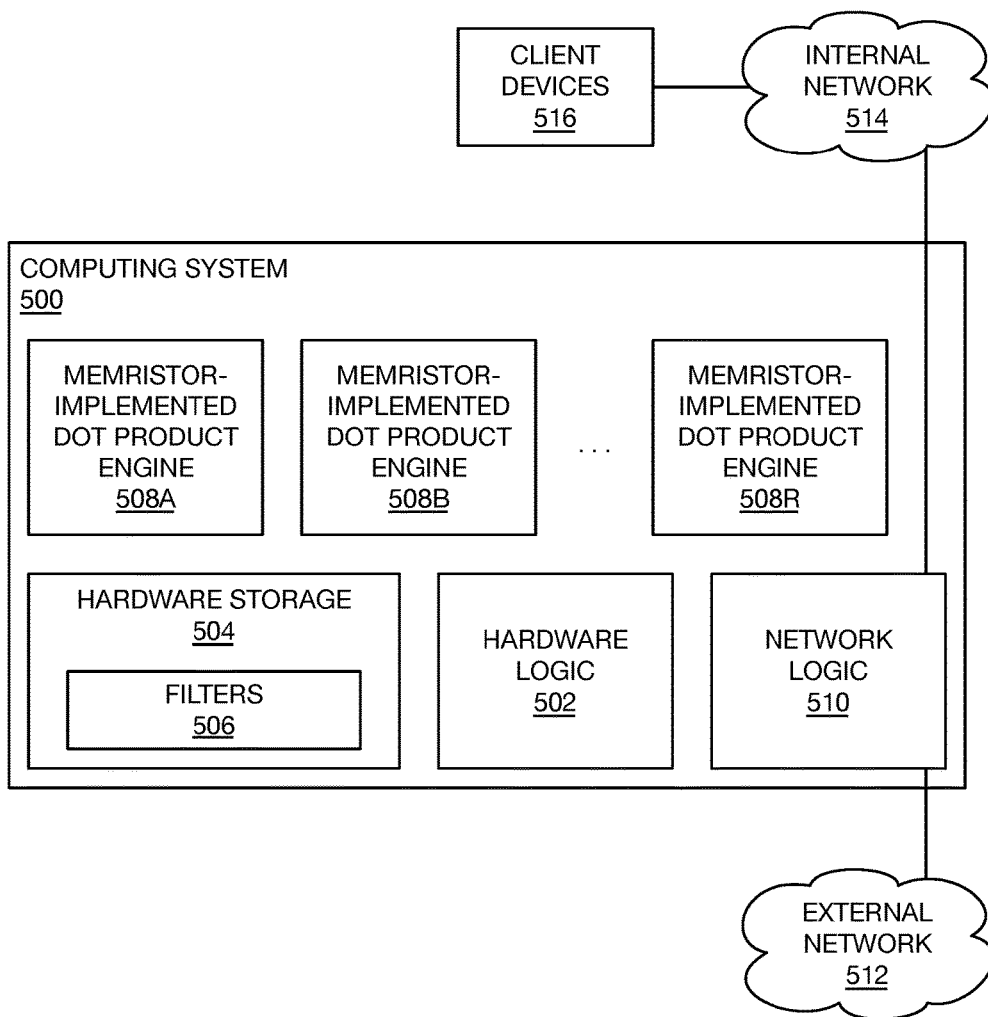 CLIENT
DEVICES
516
INTERNAL
NETWORK
514
COMPUTING SYSTEM
500
MEMRISTOR-
IMPLEMENTED
DOT PRODUCT
ENGINE
508A
MEMRISTOR-
IMPLEMENTED
DOT PRODUCT
ENGINE
508B
. . .
MEMRISTOR-
IMPLEMENTED
DOT PRODUCT
ENGINE
508R
HARDWARE STORAGE
504
FILTERS
506
HARDWARE
LOGIC
502
NETWORK
LOGIC
510
EXTERNAL
NETWORK
512